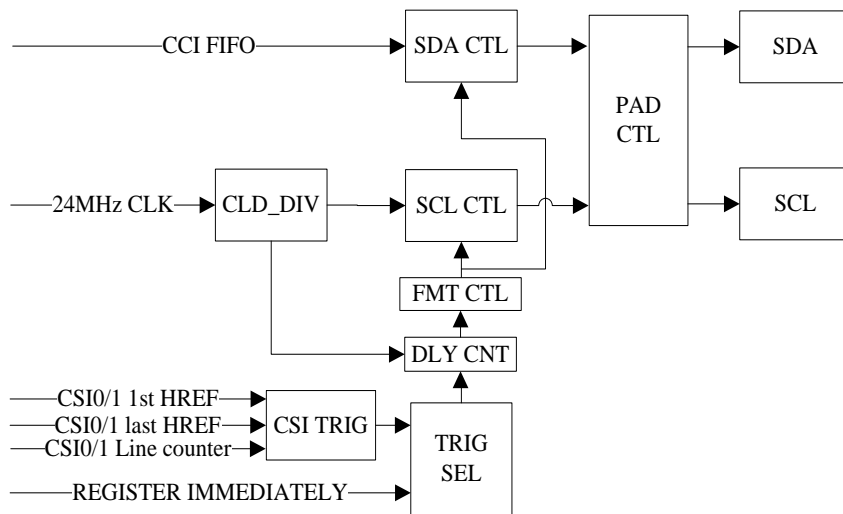 CCI FIFO
SDA CTL
SDA
PAD
CTL
24MHz CLK
CLD_DIV
SCL CTL
SCL
FMT CTL
DLY CNT
CSI0/1 1st HREF
CSI0/1 last HREF
CSI0/1 Line counter
CSI TRIG
TRIG
SEL
REGISTER IMMEDIATELY